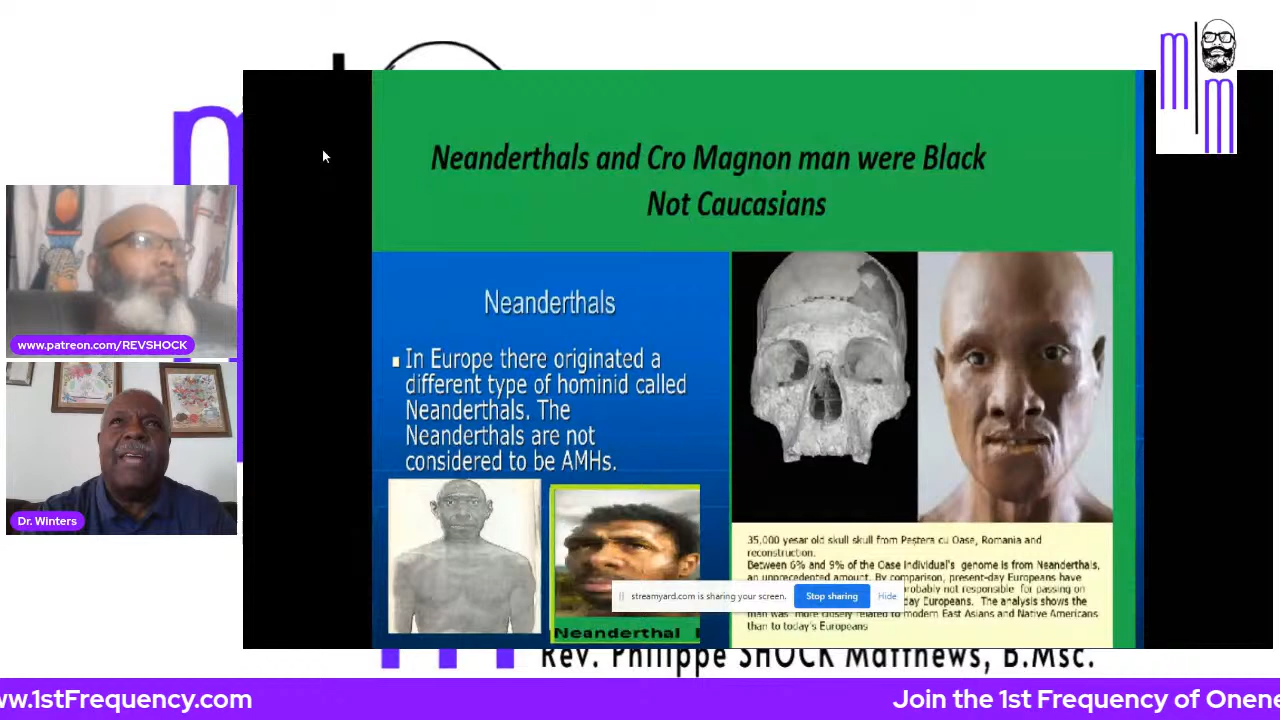 m
m
Neanderthals and Cro Magnon man were Black
Not Caucasians
Neanderthals
In Europe there originated a
different type of hominid called
Neanderthals. The
Neanderthals are not
considered to be AMHs.
Neanderthal
35,000 yesar old skull skull from Peştera cu Oase, Romania and
reconstruction.
Between 6% and 9% of the Oase individual's genome is from Neanderthals,
an unprecedented amount. By comparison, present-day Europeans have
probably not responsible for passing on
day Europeans. The analysis shows the
man was more closely related to modern East Asians and Native Americans
than to today's Europeans
streamyard.com is sharing your screen.
Stop sharing
Hide
www.patreon.com/REVSHOCK
Dr. Winters
Rev. Philippe SHOCK Matthews, B.Msc.
ww.1stFrequency.com
Join the 1st Frequency of Onene